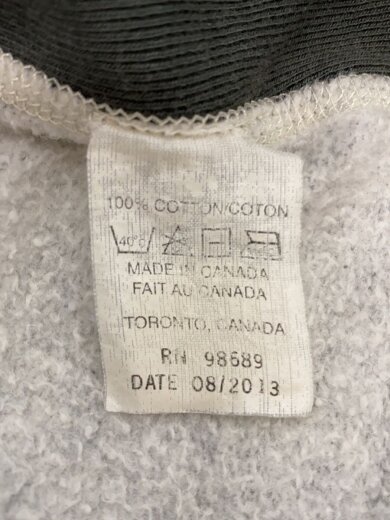 100% COTTON/COTON
40°C
MADE IN CANADA
FAIT AU CANADA
TORONTO, CANADA
RN 98689
DATE 08/2013